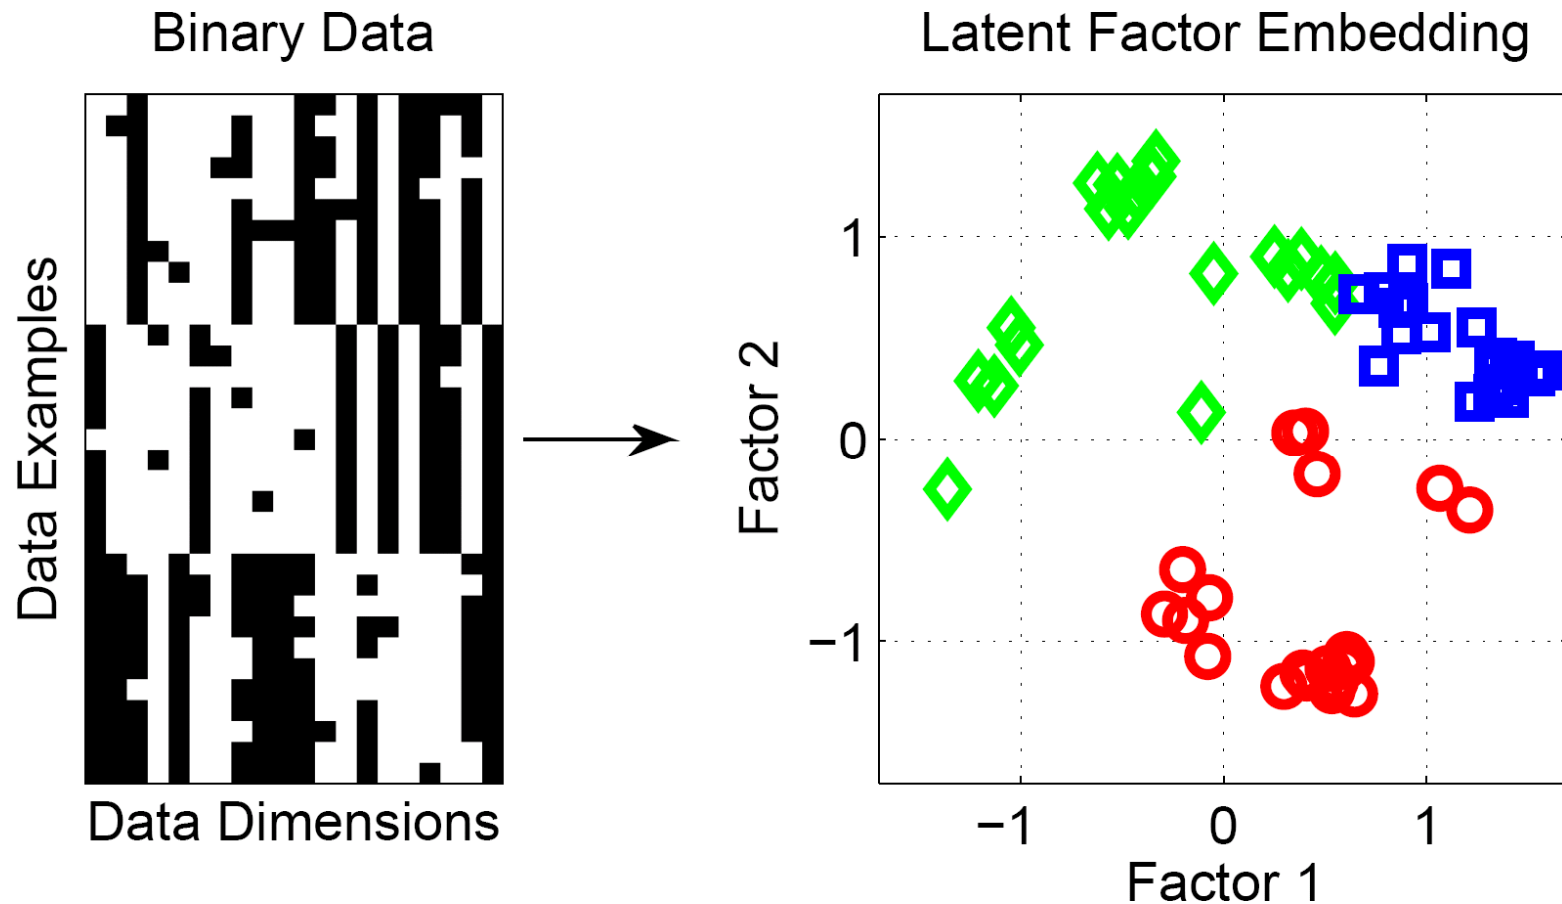 Binary Data
Data Examples
Data Dimensions
Latent Factor Embedding
Factor 2
1
0
−1
−1
0
1
Factor 1